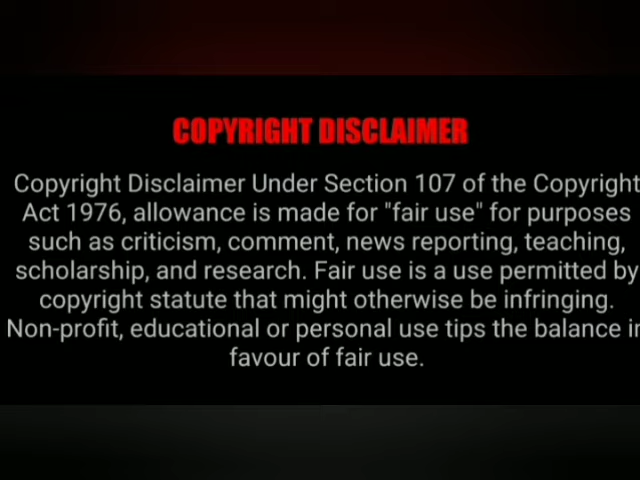 COPYRIGHT DISCLAIMER
Copyright Disclaimer Under Section 107 of the Copyright
Act 1976, allowance is made for "fair use" for purposes
such as criticism, comment, news reporting, teaching,
scholarship, and research. Fair use is a use permitted by
copyright statute that might otherwise be infringing.
Non-profit, educational or personal use tips the balance in
favour of fair use.